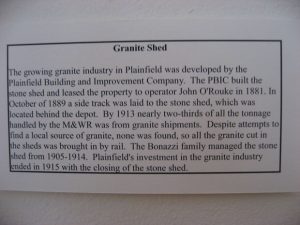 Granite Shed
The growing granite industry in Plainfield was developed by the
Plainfield Building and Improvement Company. The PBIC built the
stone shed and leased the property to operator John O'Rouke in 1881. In
October of 1889 a side track was laid to the stone shed, which was
located behind the depot. By 1913 nearly two-thirds of all the tonnage
handled by the M&WR was from granite shipments. Despite attempts to
find a local source of granite, none was found, so all the granite cut in
the sheds was brought in by rail. The Bonazzi family managed the stone
shed from 1905-1914. Plainfield's investment in the granite industry
ended in 1915 with the closing of the stone shed.